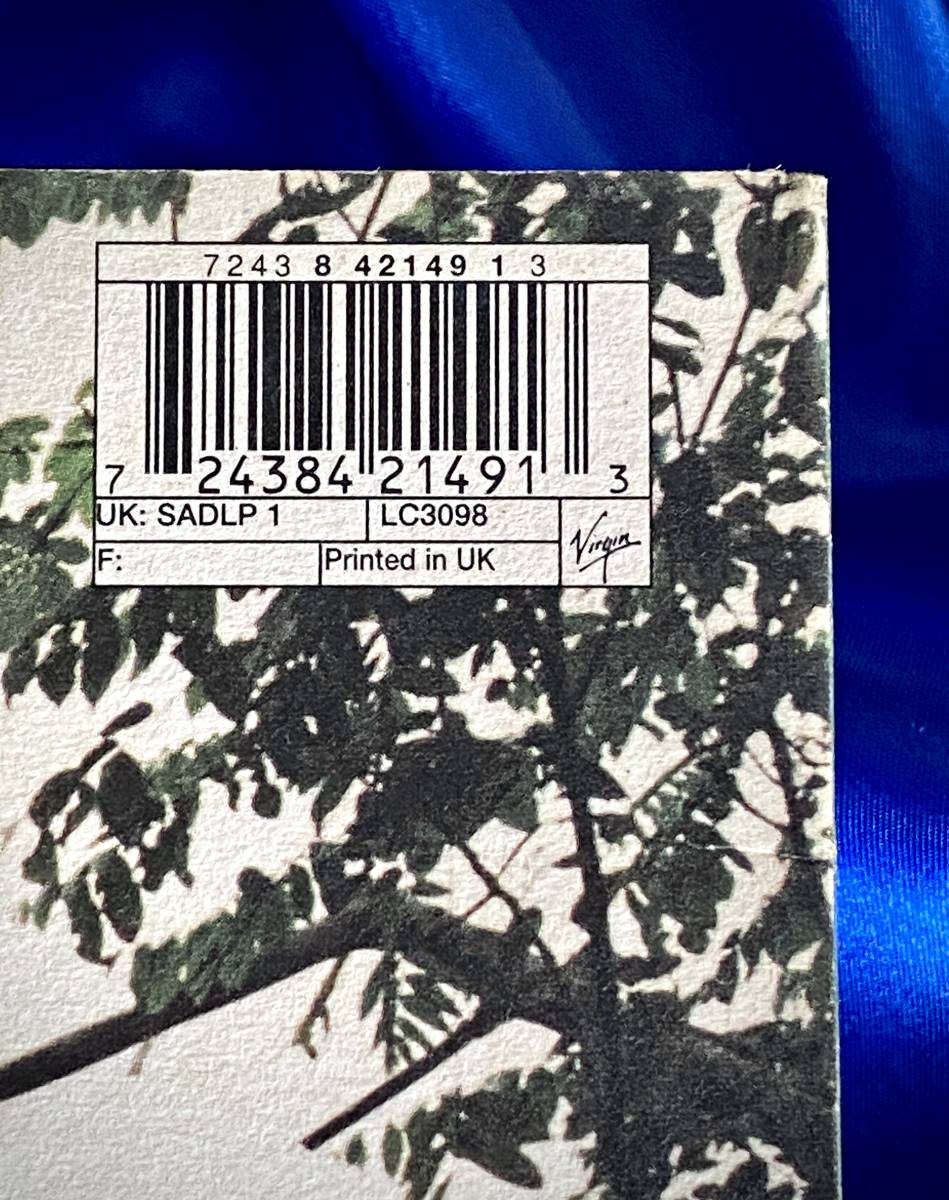 7243 8 42149 1 3
7 24384 21491 3
UK: SADLP 1
LC3098
F:
Printed in UK
Virgin